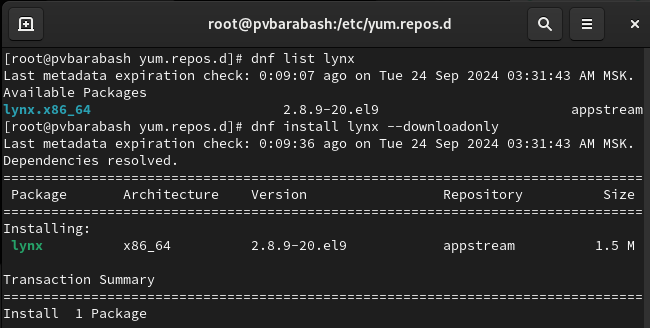 root@pvbarabash:/etc/yum.repos.d
[root@pvbarabash yum.repos.d]# dnf list lynx
Last metadata expiration check: 0:09:07 ago on Tue 24 Sep 2024 03:31:43 AM MSK.
Available Packages
lynx.x86_64                        2.8.9-20.el9                        appstream
[root@pvbarabash yum.repos.d]# dnf install lynx --downloadonly
Last metadata expiration check: 0:09:36 ago on Tue 24 Sep 2024 03:31:43 AM MSK.
Dependencies resolved.
================================================================================
 Package       Architecture    Version                 Repository          Size
================================================================================
Installing:
 lynx          x86_64          2.8.9-20.el9            appstream          1.5 M

Transaction Summary
================================================================================
Install  1 Package